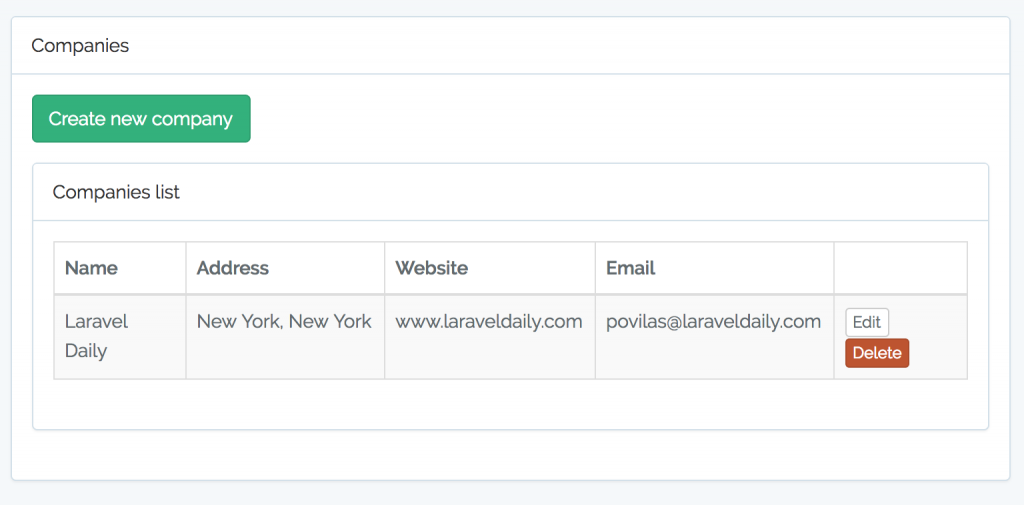 Companies
Create new company
Companies list
Name Address Website Email
Laravel New York, New York www.laraveldaily.com povilas@laraveldaily.com Edit
Daily Delete